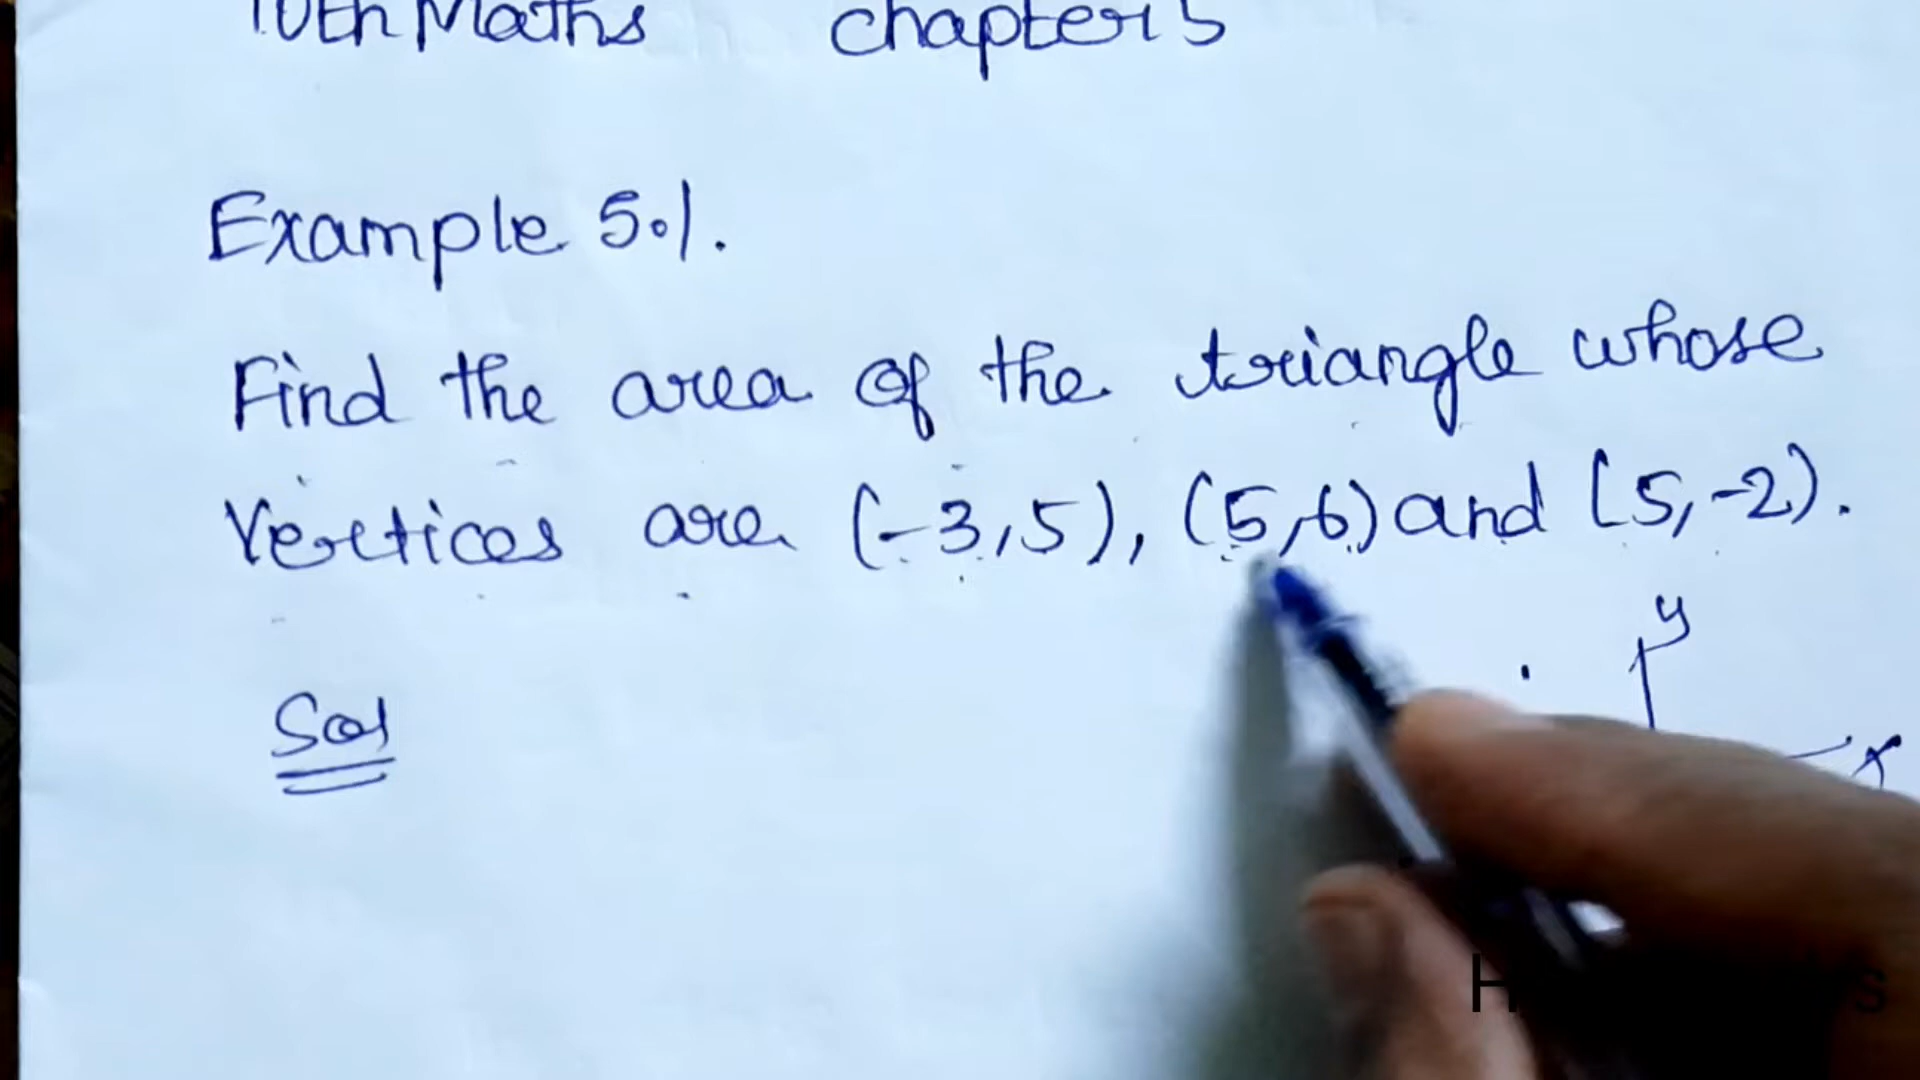 10th Maths chapter 5
Example 5.1.
Find the area of the triangle whose
Vertices are (-3,5), (5,6) and (5,-2).
y
Sol
x